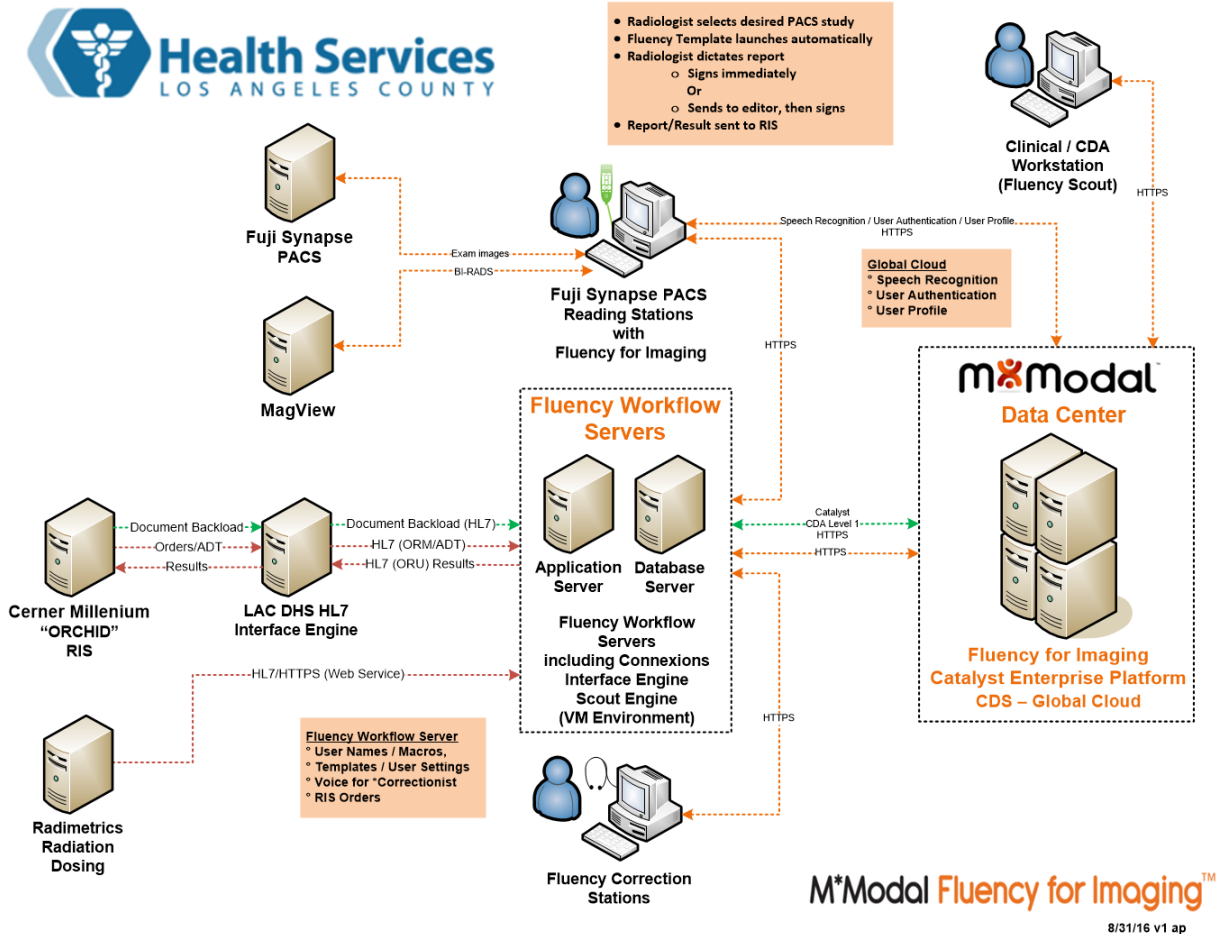 Health Services
LOS ANGELES COUNTY
• Radiologist selects desired PACS study
• Fluency Template launches automatically
• Radiologist dictates report
o Signs immediately
Or
o Sends to editor, then signs
• Report/Result sent to RIS
Clinical / CDA
Workstation
(Fluency Scout)
HTTPS
Fuji Synapse
PACS
Exam images
BI-RADS
Fuji Synapse PACS
Reading Stations
with
Fluency for Imaging
Speech Recognition / User Authentication / User Profile
HTTPS
Global Cloud
° Speech Recognition
° User Authentication
° User Profile
HTTPS
MagView
M*Modal™
Data Center
Fluency Workflow
Servers
Application
Server
Database
Server
Fluency Workflow
Servers
including Connexions
Interface Engine
Scout Engine
(VM Environment)
Catalyst
CDA Level 1
HTTPS
HTTPS
Fluency for Imaging
Catalyst Enterprise Platform
CDS – Global Cloud
Document Backload
Orders/ADT
Results
Document Backload (HL7)
HL7 (ORM/ADT)
HL7 (ORU) Results
Cerner Millenium
“ORCHID”
RIS
LAC DHS HL7
Interface Engine
HL7/HTTPS (Web Service)
HTTPS
Fluency Workflow Server
° User Names / Macros,
° Templates / User Settings
° Voice for *Correctionist
° RIS Orders
Radimetrics
Radiation
Dosing
Fluency Correction
Stations
M*Modal Fluency for Imaging™
8/31/16 v1 ap